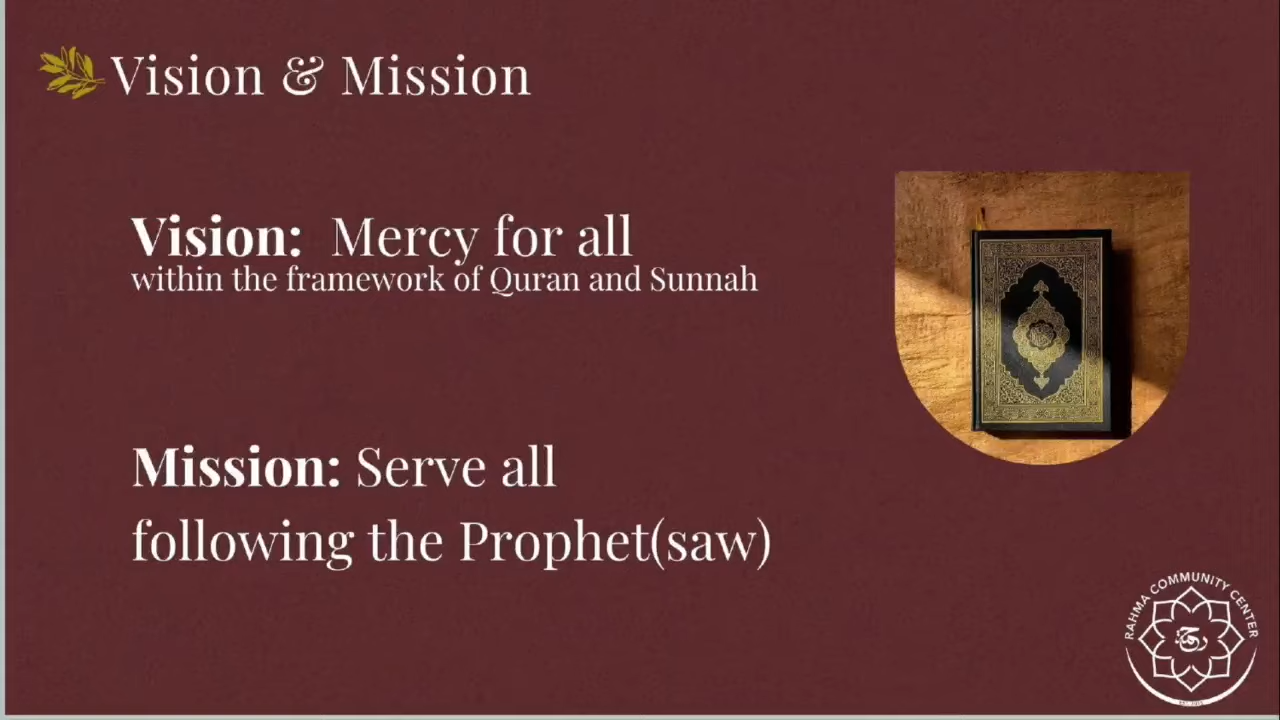 Vision & Mission
Vision: Mercy for all
within the framework of Quran and Sunnah
Mission: Serve all
following the Prophet(saw)
RAHMA COMMUNITY CENTER